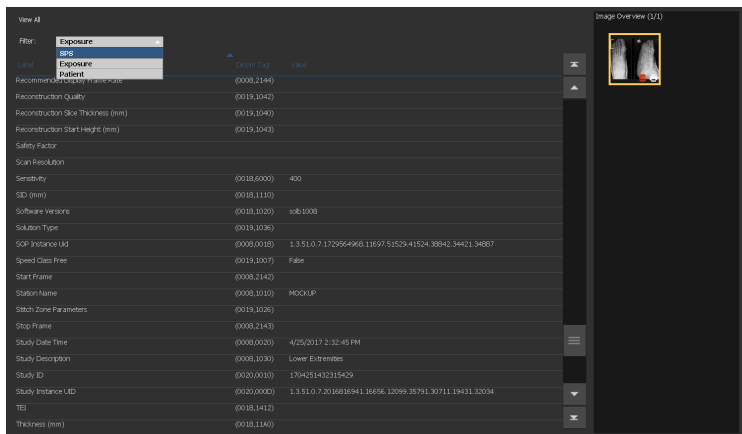 View All
Image Overview (1/1)
Filter: Exposure
SPS
Exposure
Patient
Label Dicom Tag Value
Recommended Display Frame Rate (0008,2144)
Reconstruction Quality (0019,1042)
Reconstruction Slice Thickness (mm) (0019,1040)
Reconstruction Start Height (mm) (0019,1043)
Safety Factor
Scan Resolution
Sensitivity (0018,6000) 400
SID (mm) (0018,1110)
Software Versions (0018,1020) solb1008
Solution Type (0019,1036)
SOP Instance Uid (0008,0018) 1.3.51.0.7.1729564968.11697.51529.41524.38842.34421.34887
Speed Class Free (0019,1007) False
Start Frame (0008,2142)
Station Name (0008,1010) MOCKUP
Stitch Zone Parameters (0019,1026)
Stop Frame (0008,2143)
Study Date Time (0008,0020) 4/25/2017 2:32:45 PM
Study Description (0008,1030) Lower Extremities
Study ID (0020,0010) 1704251432315429
Study Instance UID (0020,000D) 1.3.51.0.7.2016816941.16656.12099.35791.30711.19431.32034
TEI (0018,1412)
Thickness (mm) (0018,11A0)